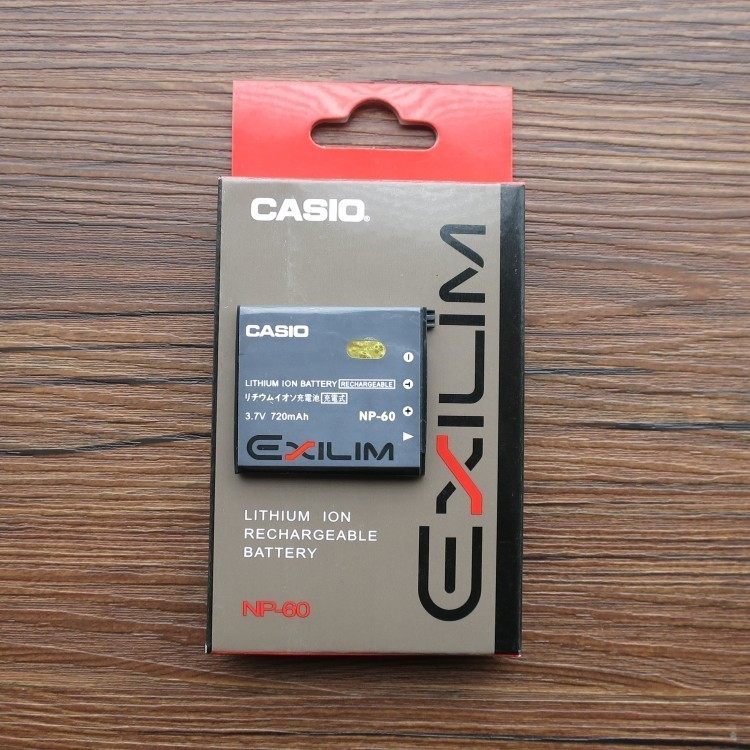 CASIO®
EXILIM
CASIO
LITHIUM ION BATTERY RECHARGEABLE
リチウムイオン充電池 充電式
3.7V 720mAh NP-60
EXILIM
T
LITHIUM ION
RECHARGEABLE
BATTERY
NP-60